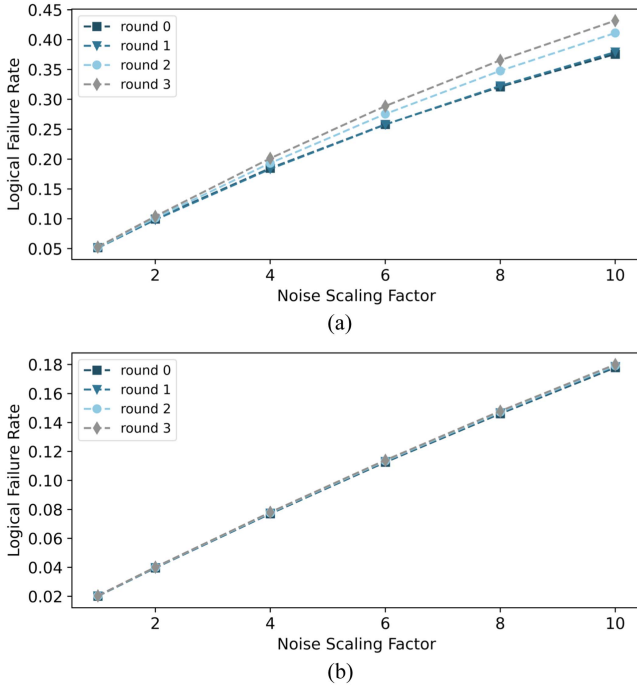 0.45
0.40
0.35
0.30
0.25
0.20
0.15
0.10
0.05
Logical Failure Rate
round 0
round 1
round 2
round 3
2 4 6 8 10
Noise Scaling Factor
(a)
0.18
0.16
0.14
0.12
0.10
0.08
0.06
0.04
0.02
Logical Failure Rate
round 0
round 1
round 2
round 3
2 4 6 8 10
Noise Scaling Factor
(b)